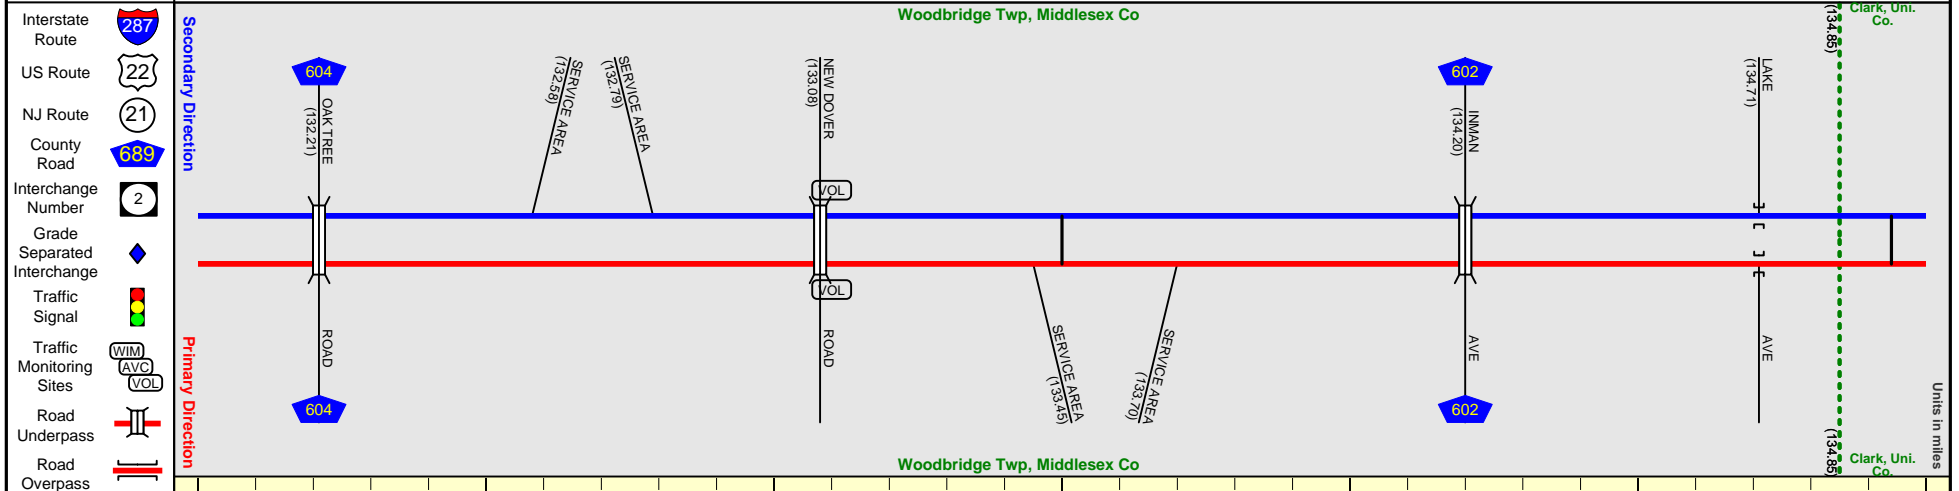 Interstate
Route
287
US Route
22
NJ Route
21
County
Road
689
Interchange
Number
2
Grade
Separated
Interchange
Traffic
Signal
Traffic
Monitoring
Sites
WIM
AVC
VOL
Road
Underpass
Road
Overpass
Secondary Direction
Primary Direction
Woodbridge Twp, Middlesex Co
604
OAK TREE
(132.21)
ROAD
604
SERVICE AREA
(132.58)
SERVICE AREA
(132.79)
NEW DOVER
(133.08)
VOL
VOL
ROAD
SERVICE AREA
(133.45)
SERVICE AREA
(133.70)
602
INMAN
(134.20)
AVE
602
LAKE
(134.71)
AVE
(134.85)
Clark, Uni.
Co.
(134.85)
Clark, Uni.
Co.
Woodbridge Twp, Middlesex Co
Units in miles